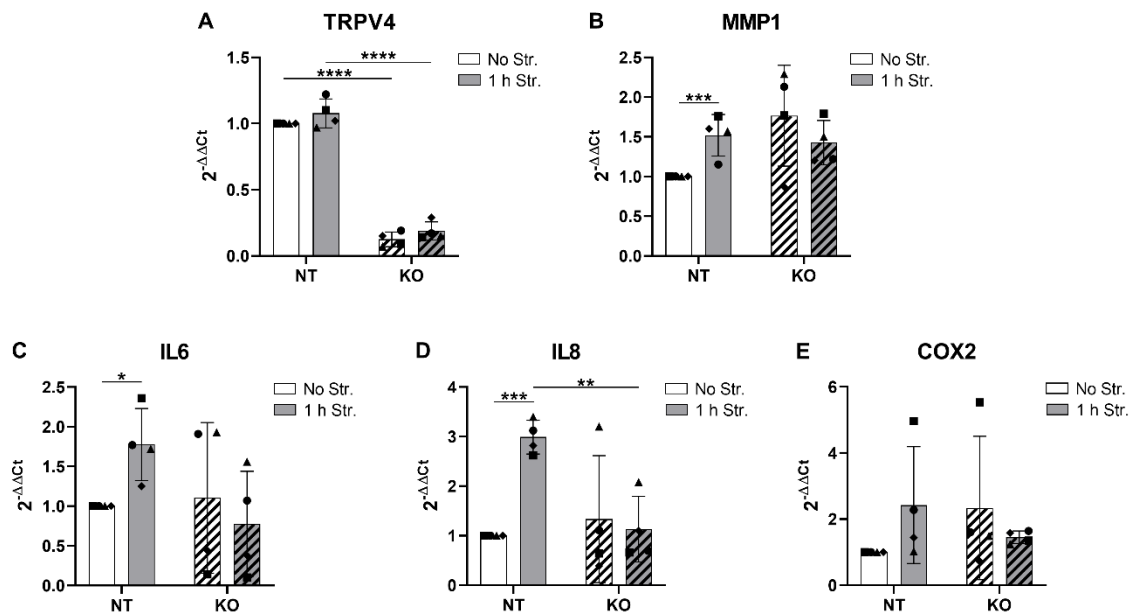 A TRPV4
2^-ΔΔCt
1.5
1.0
0.5
0.0
****
****
NT KO
No Str.
1 h Str.
B MMP1
2^-ΔΔCt
2.5
2.0
1.5
1.0
0.5
0.0
***
NT KO
No Str.
1 h Str.
C IL6
2^-ΔΔCt
2.5
2.0
1.5
1.0
0.5
0.0
*
NT KO
No Str.
1 h Str.
D IL8
2^-ΔΔCt
4
3
2
1
0
***
**
NT KO
No Str.
1 h Str.
E COX2
2^-ΔΔCt
6
4
2
0
NT KO
No Str.
1 h Str.